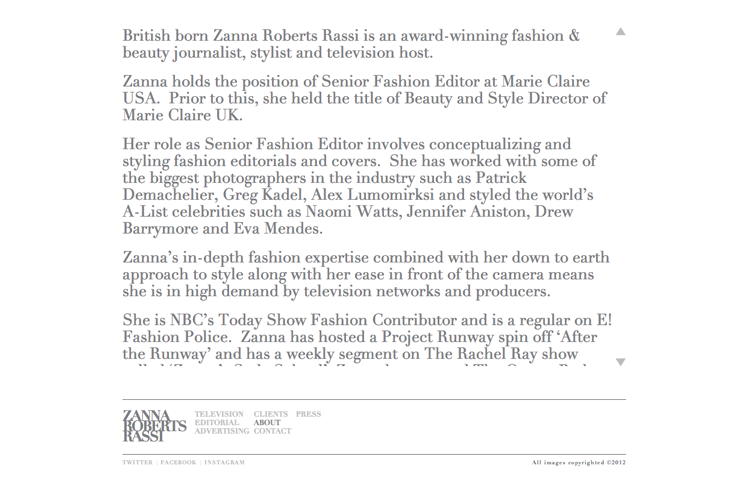 British born Zanna Roberts Rassi is an award-winning fashion &
beauty journalist, stylist and television host.
Zanna holds the position of Senior Fashion Editor at Marie Claire
USA.  Prior to this, she held the title of Beauty and Style Director of
Marie Claire UK.
Her role as Senior Fashion Editor involves conceptualizing and
styling fashion editorials and covers.  She has worked with some of
the biggest photographers in the industry such as Patrick
Demachelier, Greg Kadel, Alex Lumomirksi and styled the world's
A-List celebrities such as Naomi Watts, Jennifer Aniston, Drew
Barrymore and Eva Mendes.
Zanna's in-depth fashion expertise combined with her down to earth
approach to style along with her ease in front of the camera means
she is in high demand by television networks and producers.
She is NBC's Today Show Fashion Contributor and is a regular on E!
Fashion Police.  Zanna has hosted a Project Runway spin off 'After
the Runway' and has a weekly segment on The Rachel Ray show
ZANNA
ROBERTS
RASSI
TELEVISION CLIENTS PRESS
EDITORIAL ABOUT
ADVERTISING CONTACT
TWITTER | FACEBOOK | INSTAGRAM
All images copyrighted ©2012